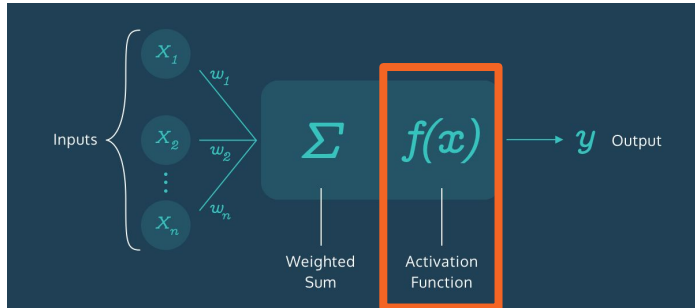 X1
w1
Inputs
X2
w2
Σ
f(x)
y
Output
Xn
wn
Weighted
Sum
Activation
Function